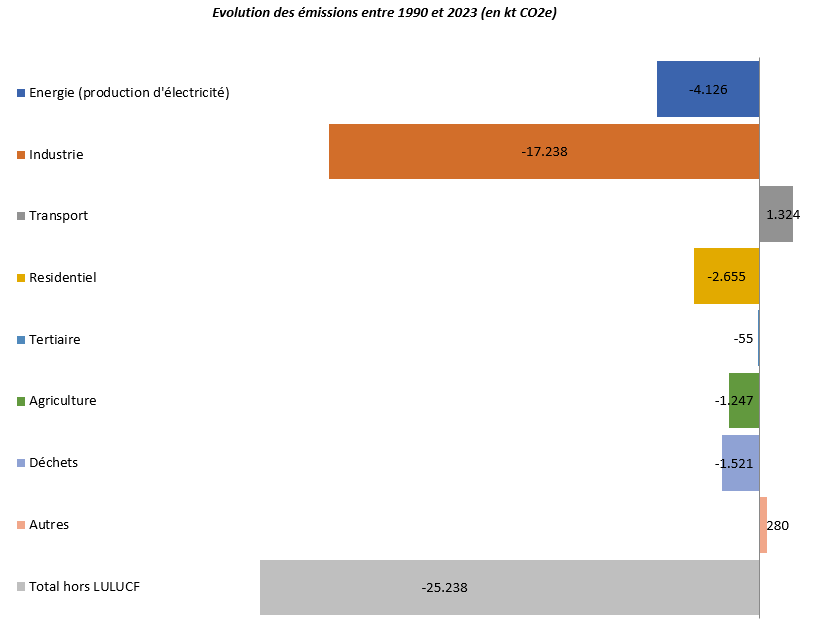 Evolution des émissions entre 1990 et 2023 (en kt CO2e)
Energie (production d'électricité) -4.126
Industrie -17.238
Transport 1.324
Residentiel -2.655
Tertiaire -55
Agriculture -1.247
Déchets -1.521
Autres 280
Total hors LULUCF -25.238